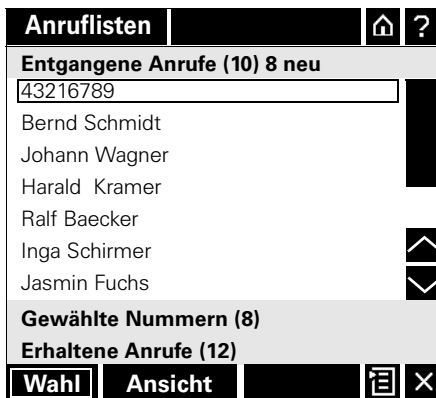 Anruflisten ?
Entgangene Anrufe (10) 8 neu
43216789
Bernd Schmidt
Johann Wagner
Harald Kramer
Ralf Baecker
Inga Schirmer
Jasmin Fuchs
Gewählte Nummern (8)
Erhaltene Anrufe (12)
Wahl Ansicht